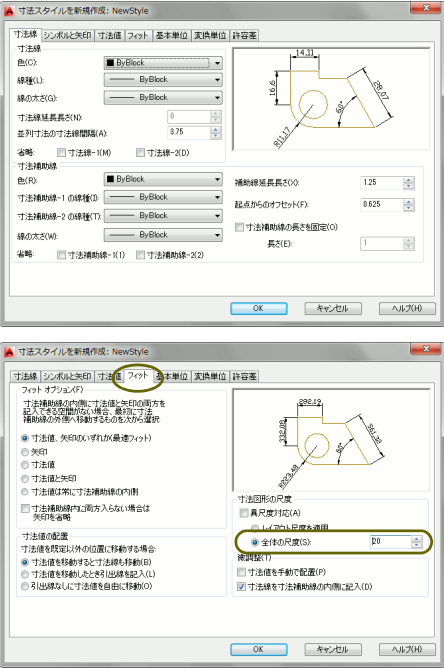 寸法スタイルを新規作成: NewStyle
寸法線 シンボルと矢印 寸法値 フィット 基本単位 変換単位 許容差
寸法線
色(C): ByBlock
線種(L): ByBlock
線の太さ(G): ByBlock
寸法線延長長さ(N): 0
並列寸法の寸法線間隔(A): 3.75
省略: 寸法線-1(M) 寸法線-2(D)
14,11
16,6
28,07
60°
R11,17
寸法補助線
色(R): ByBlock
寸法補助線-1 の線種(I): ByBlock
寸法補助線-2 の線種(T): ByBlock
線の太さ(W): ByBlock
省略: 寸法補助線-1(1) 寸法補助線-2(2)
補助線延長長さ(X): 1.25
起点からのオフセット(F): 0.625
寸法補助線の長さを固定(O)
長さ(E): 1
OK キャンセル ヘルプ(H)
寸法スタイルを新規作成: NewStyle
寸法線 シンボルと矢印 寸法値 フィット 基本単位 変換単位 許容差
フィット オプション(F)
寸法補助線の内側に寸法値と矢印の両方を
記入できる空間がない場合、最初に寸法
補助線の外側へ移動するものを次から選択:
寸法値、矢印のいずれか(最適フィット)
矢印
寸法値
寸法値と矢印
寸法値は常に寸法補助線の内側
寸法補助線内に両方入らない場合は
矢印を省略
寸法値の配置
寸法値を既定以外の位置に移動する場合:
寸法値を移動すると寸法線も移動(B)
寸法値を移動したとき引出線を記入(L)
引出線なしに寸法値を自由に移動(O)
282,19
332,08
561,32
60°
R223,48
寸法図形の尺度
異尺度対応(A)
レイアウト尺度を適用
全体の尺度(S): 20
微調整(T)
寸法値を手動で配置(P)
寸法線を寸法補助線の内側に記入(D)
OK キャンセル ヘルプ(H)